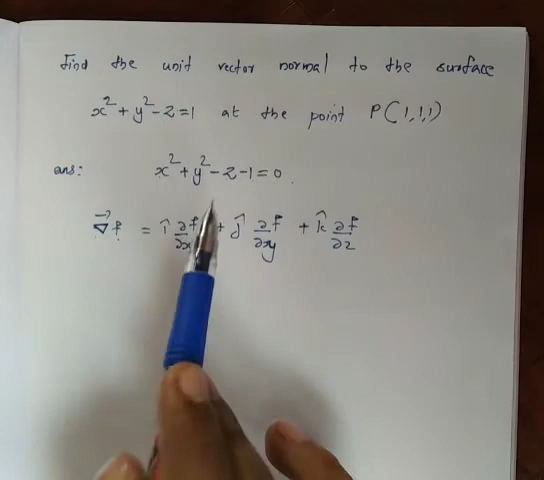 Find the unit vector normal to the surface
x² + y² - z = 1 at the point P(1,1,1)
ans: x² + y² - z - 1 = 0.
∇⃗f = î ∂f/∂x + ĵ ∂f/∂y + k̂ ∂f/∂z